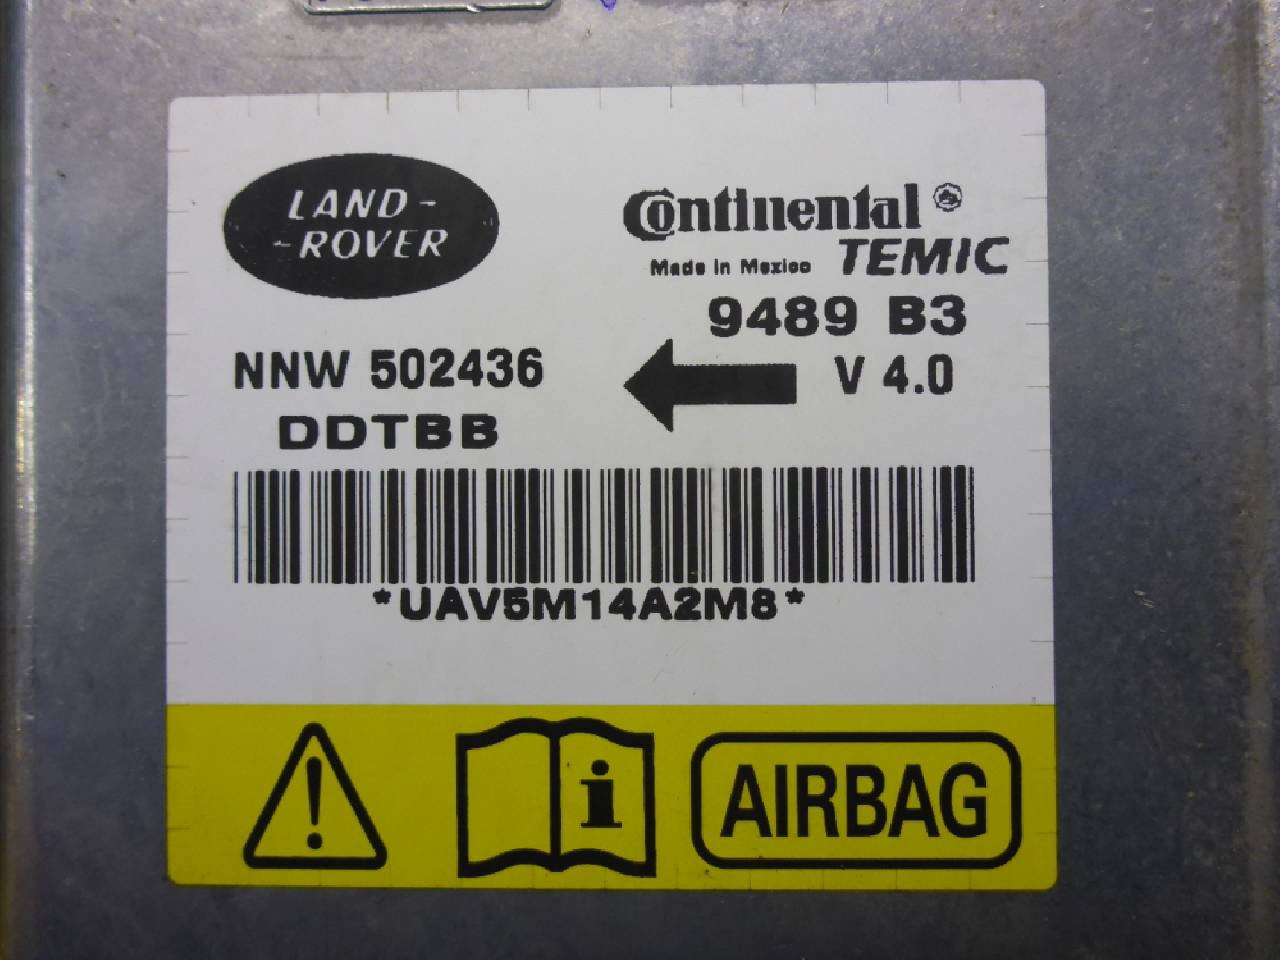 LAND-
-ROVER
Continental
Made in Mexico TEMIC
9489 B3
NNW 502436
V 4.0
DDTBB
*UAV5M14A2M8*
!
i
AIRBAG